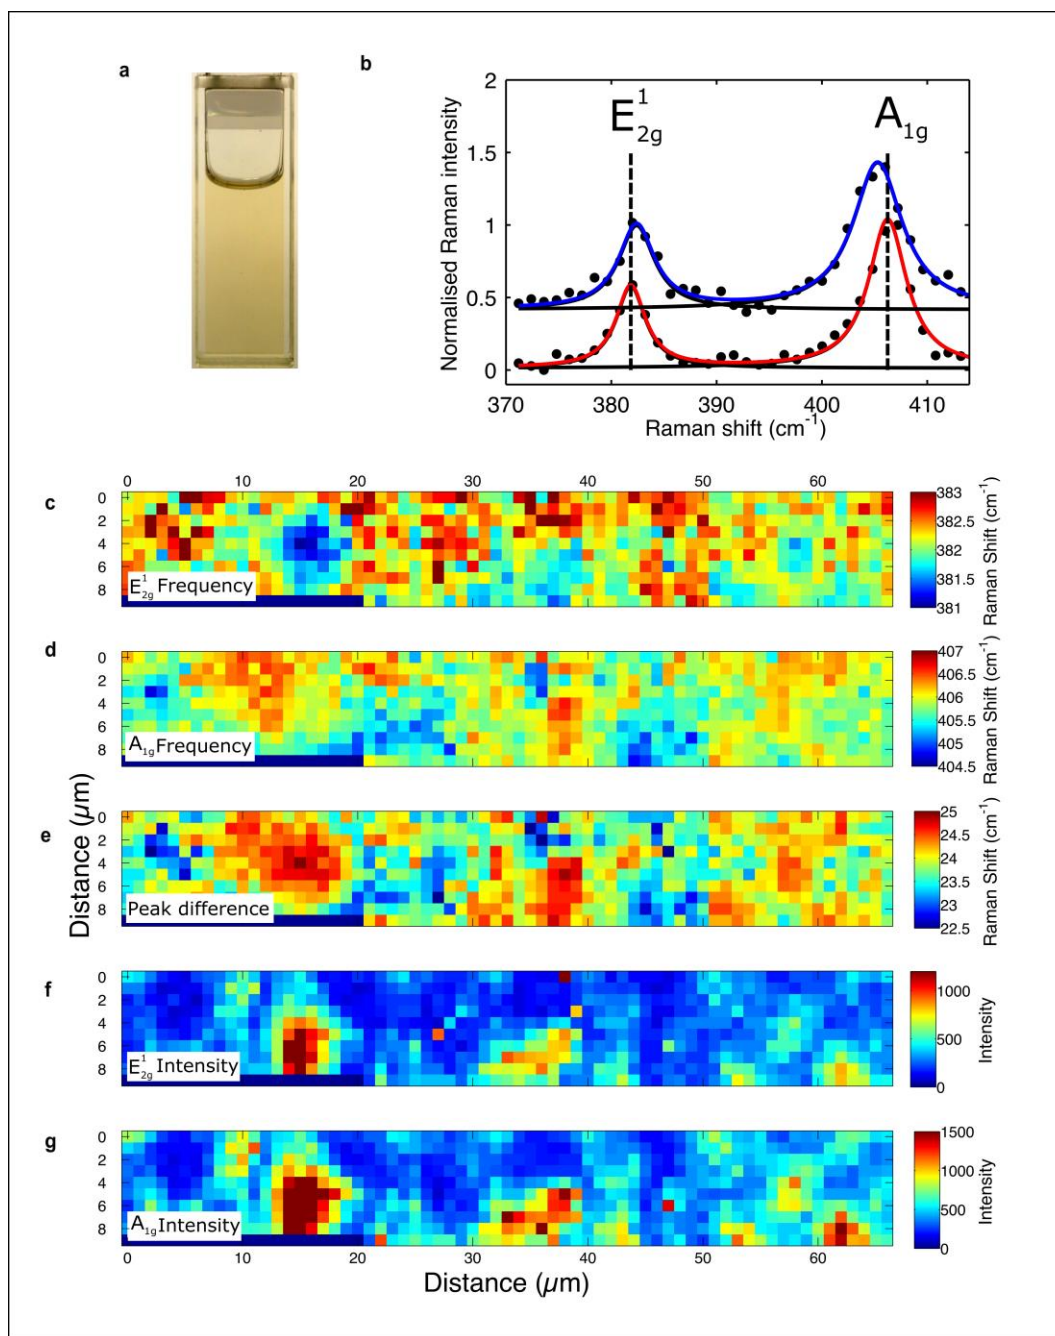 a
b
Normalised Raman intensity
2
1.5
1
0.5
0
E¹₂g
A₁g
370 380 390 400 410
Raman shift (cm⁻¹)
0 10 20 30 40 50 60
c
0
2
4
6
8
E¹₂g Frequency
383
382.5
382
381.5
381
Raman Shift (cm⁻¹)
d
0
2
4
6
8
A₁g Frequency
407
406.5
406
405.5
405
404.5
Raman Shift (cm⁻¹)
Distance (µm)
e
0
2
4
6
8
Peak difference
25
24.5
24
23.5
23
22.5
Raman Shift (cm⁻¹)
f
0
2
4
6
8
E¹₂g Intensity
1000
500
0
Intensity
g
0
2
4
6
8
A₁g Intensity
1500
1000
500
0
Intensity
0 10 20 30 40 50 60
Distance (µm)